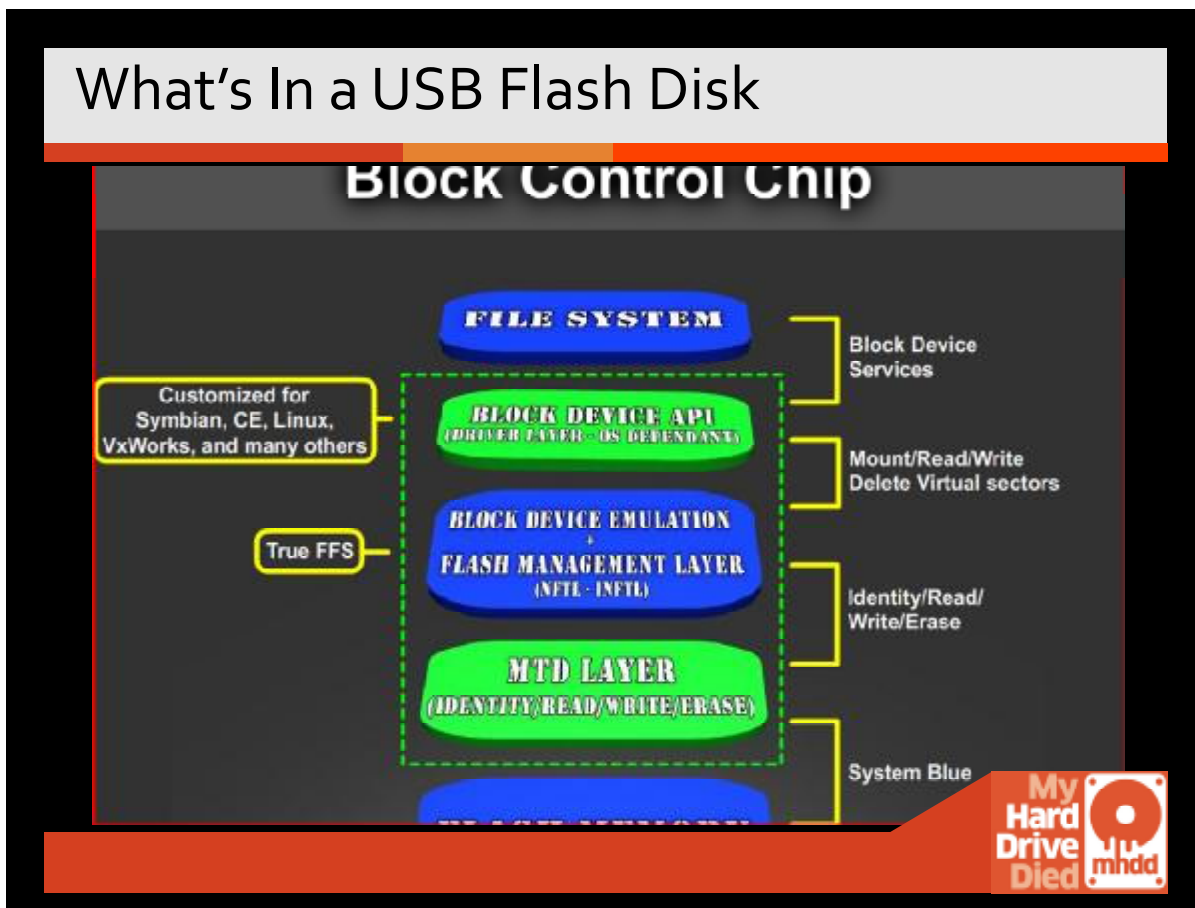 What's In a USB Flash Disk
Block Control Chip
FILE SYSTEM
Block Device
Services
Customized for
Symbian, CE, Linux,
VxWorks, and many others
BLOCK DEVICE API
(DRIVER LAYER - OS DEPENDANT)
Mount/Read/Write
Delete Virtual sectors
BLOCK DEVICE EMULATION
+
FLASH MANAGEMENT LAYER
(NFTL - INFTL)
True FFS
Identity/Read/
Write/Erase
MTD LAYER
(IDENTITY/READ/WRITE/ERASE)
System Blue
FLASH MEMORY
My
Hard
Drive
Died
mhdd